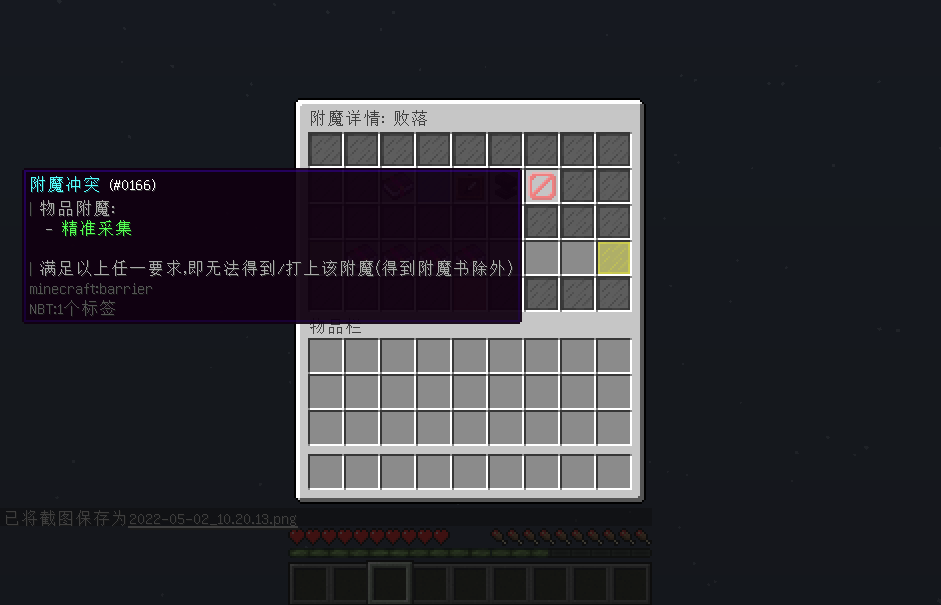 附魔详情: 败落
附魔冲突 (#0166)
| 物品附魔:
- 精准采集
| 满足以上任一要求,即无法得到/打上该附魔(得到附魔书除外)
minecraft:barrier
NBT:1个标签
物品栏
已将截图保存为2022-05-02_10.20.13.png